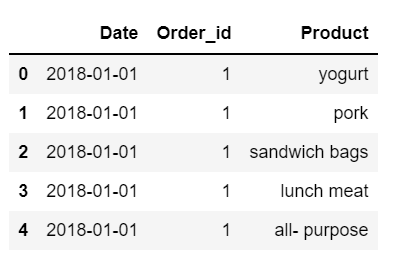 Date Order_id Product
0 2018-01-01 1 yogurt
1 2018-01-01 1 pork
2 2018-01-01 1 sandwich bags
3 2018-01-01 1 lunch meat
4 2018-01-01 1 all- purpose